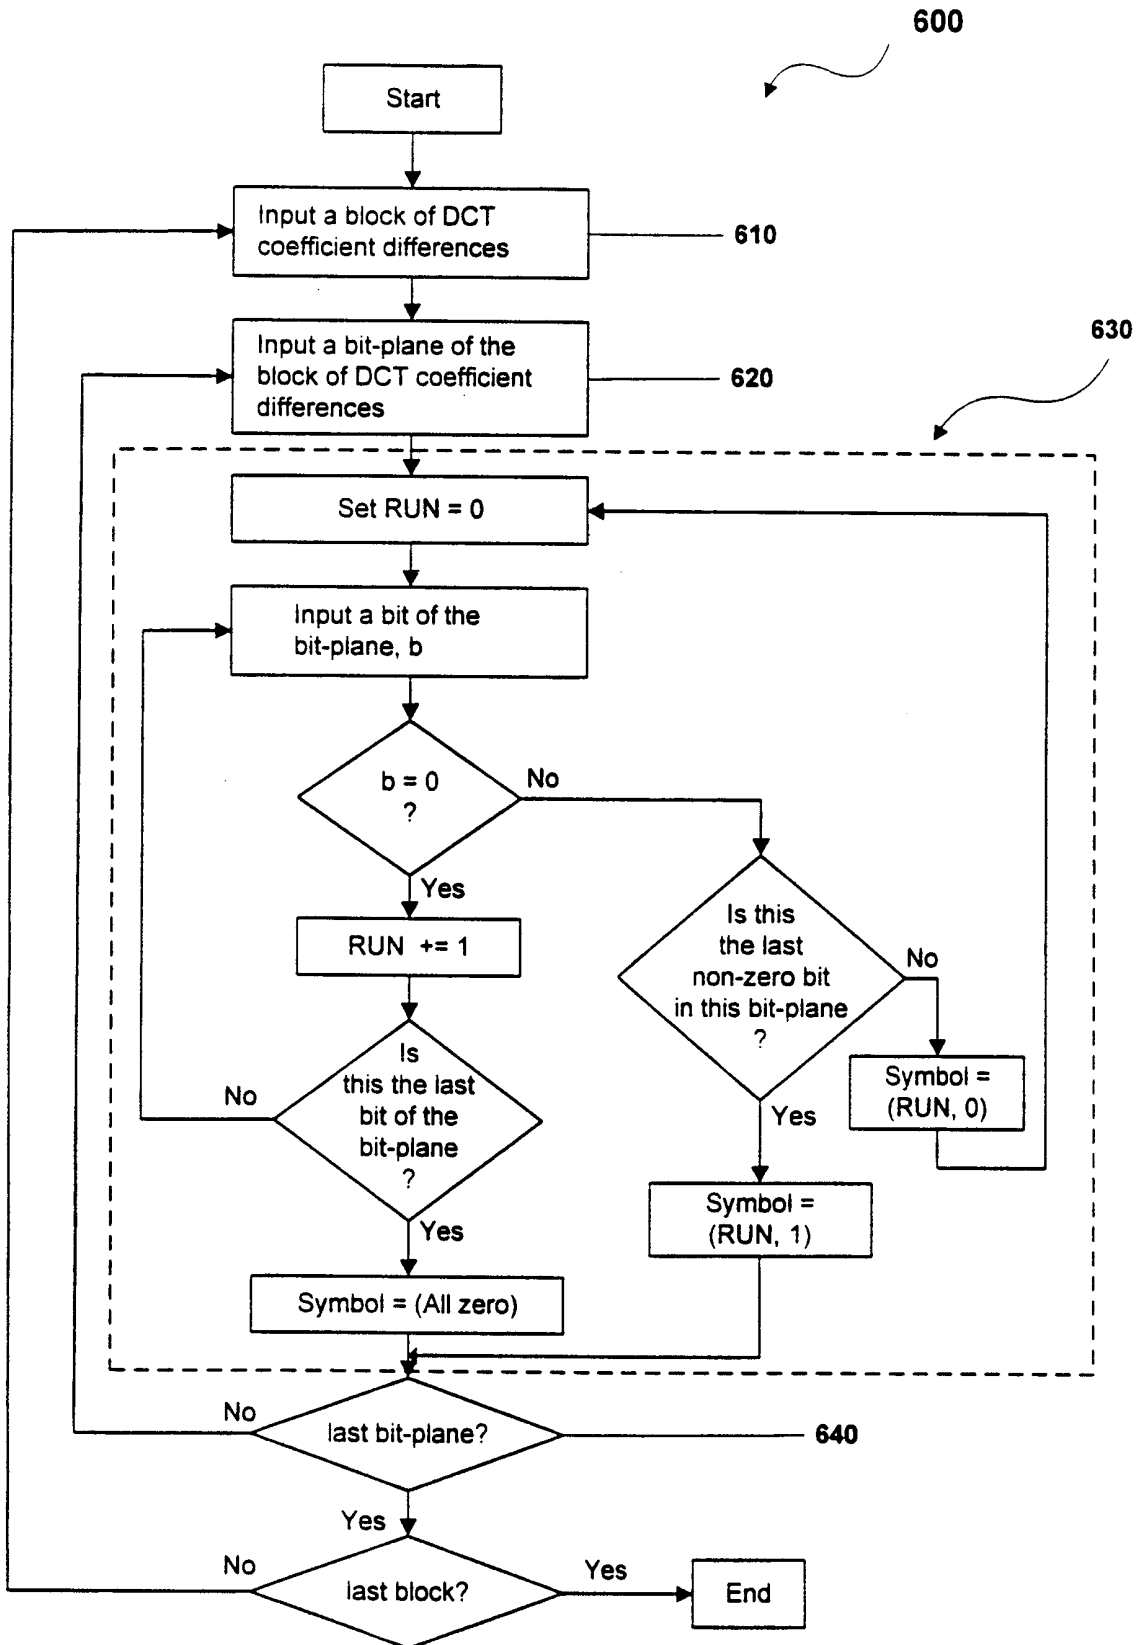 600
Start
Input a block of DCT
coefficient differences
610
Input a bit-plane of the
block of DCT coefficient
differences
620
630
Set RUN = 0
Input a bit of the
bit-plane, b
b = 0
?
No
Yes
RUN += 1
Is this
the last
non-zero bit
in this bit-plane
?
No
Symbol =
(RUN, 0)
Is
this the last
bit of the
bit-plane
?
No
Yes
Yes
Symbol =
(RUN, 1)
Symbol = (All zero)
last bit-plane?
No
640
Yes
last block?
No
Yes
End